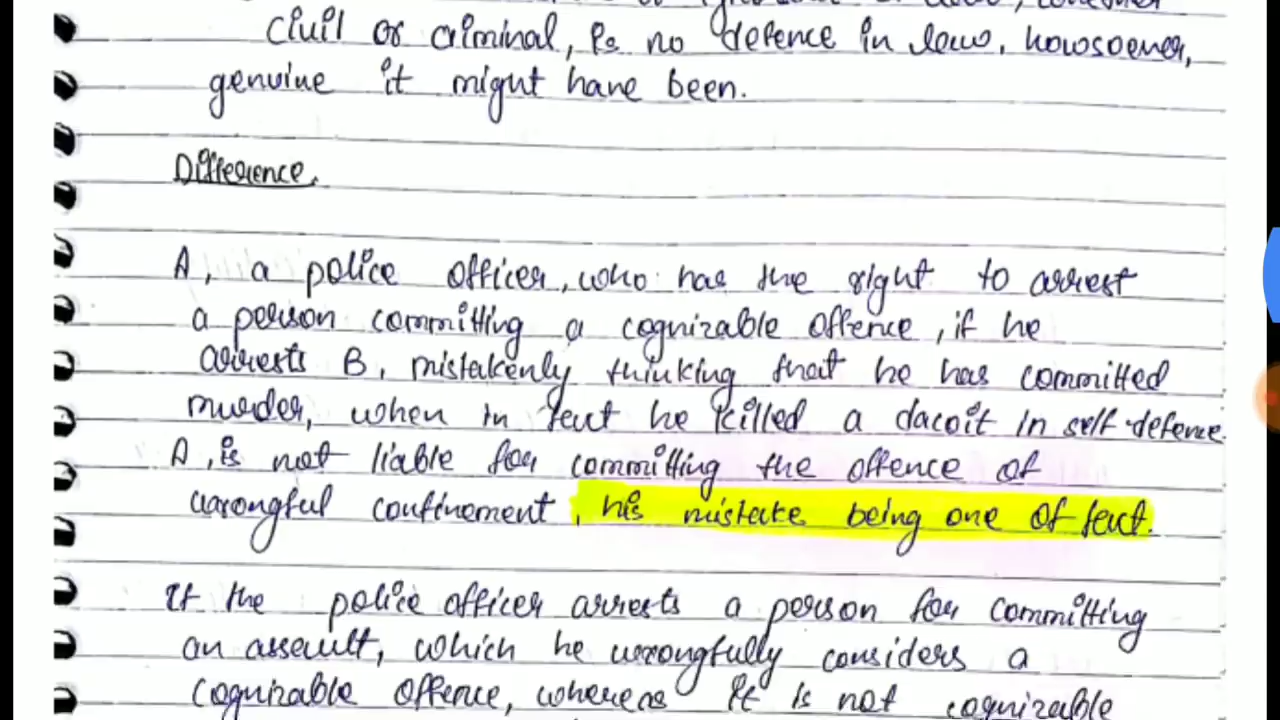 civil or criminal, is no defence in law, howsoever,
genuine it might have been.
Difference.
A, a police officer, who has the right to arrest
a person committing a cognizable offence, if he
arrests B, mistakenly thinking that he has committed
murder, when in fact he killed a dacoit in self-defence.
A, is not liable for committing the offence of
wrongful confinement, his mistake being one of fact.
If the police officer arrests a person for committing
an assault, which he wrongfully considers a
cognizable offence, whereas it is not cognizable